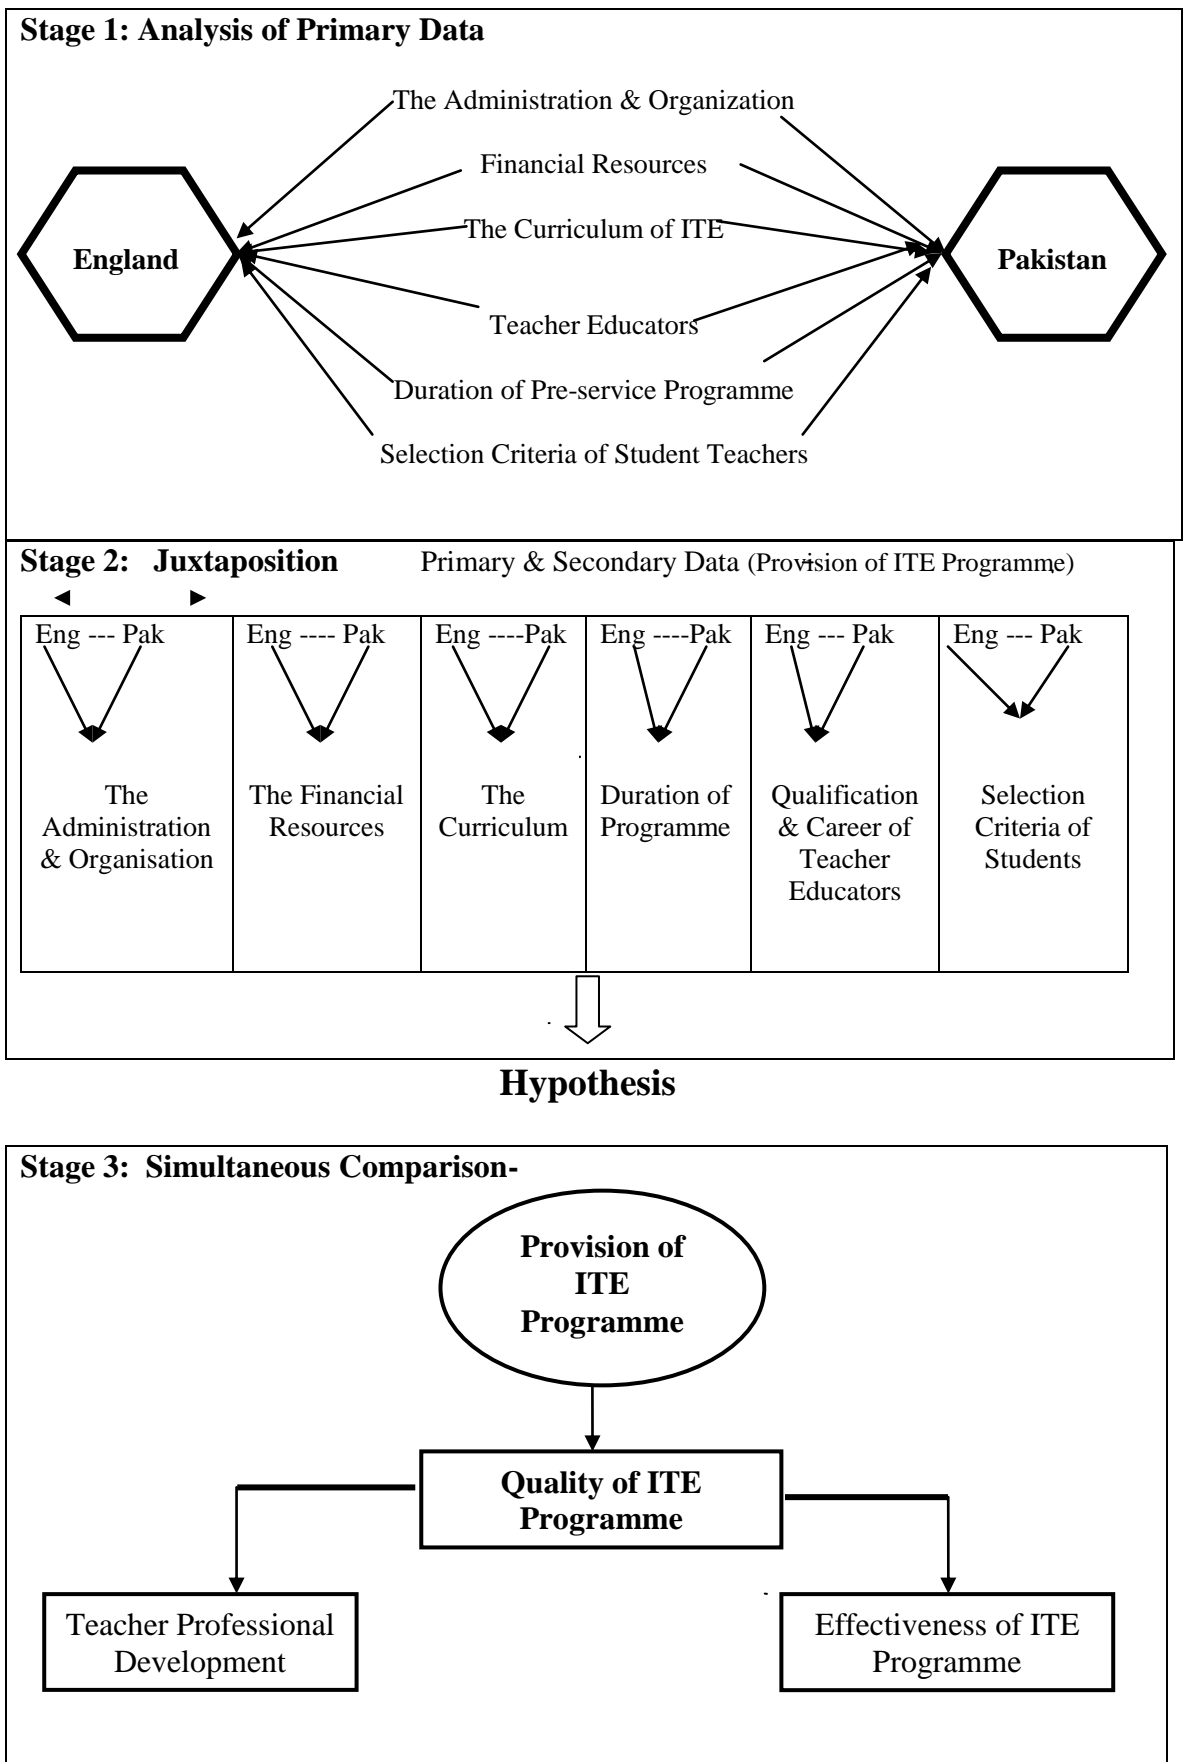 Stage 1: Analysis of Primary Data
The Administration & Organization
Financial Resources
The Curriculum of ITE
England
Pakistan
Teacher Educators
Duration of Pre-service Programme
Selection Criteria of Student Teachers
Stage 2: Juxtaposition Primary & Secondary Data (Provision of ITE Programme)
Eng --- Pak
The
Administration
& Organisation
Eng ---- Pak
The Financial
Resources
Eng ----Pak
The
Curriculum
Eng ----Pak
Duration of
Programme
Eng --- Pak
Qualification
& Career of
Teacher
Educators
Eng --- Pak
Selection
Criteria of
Students
Hypothesis
Stage 3: Simultaneous Comparison-
Provision of
ITE
Programme
Quality of ITE
Programme
Teacher Professional
Development
Effectiveness of ITE
Programme